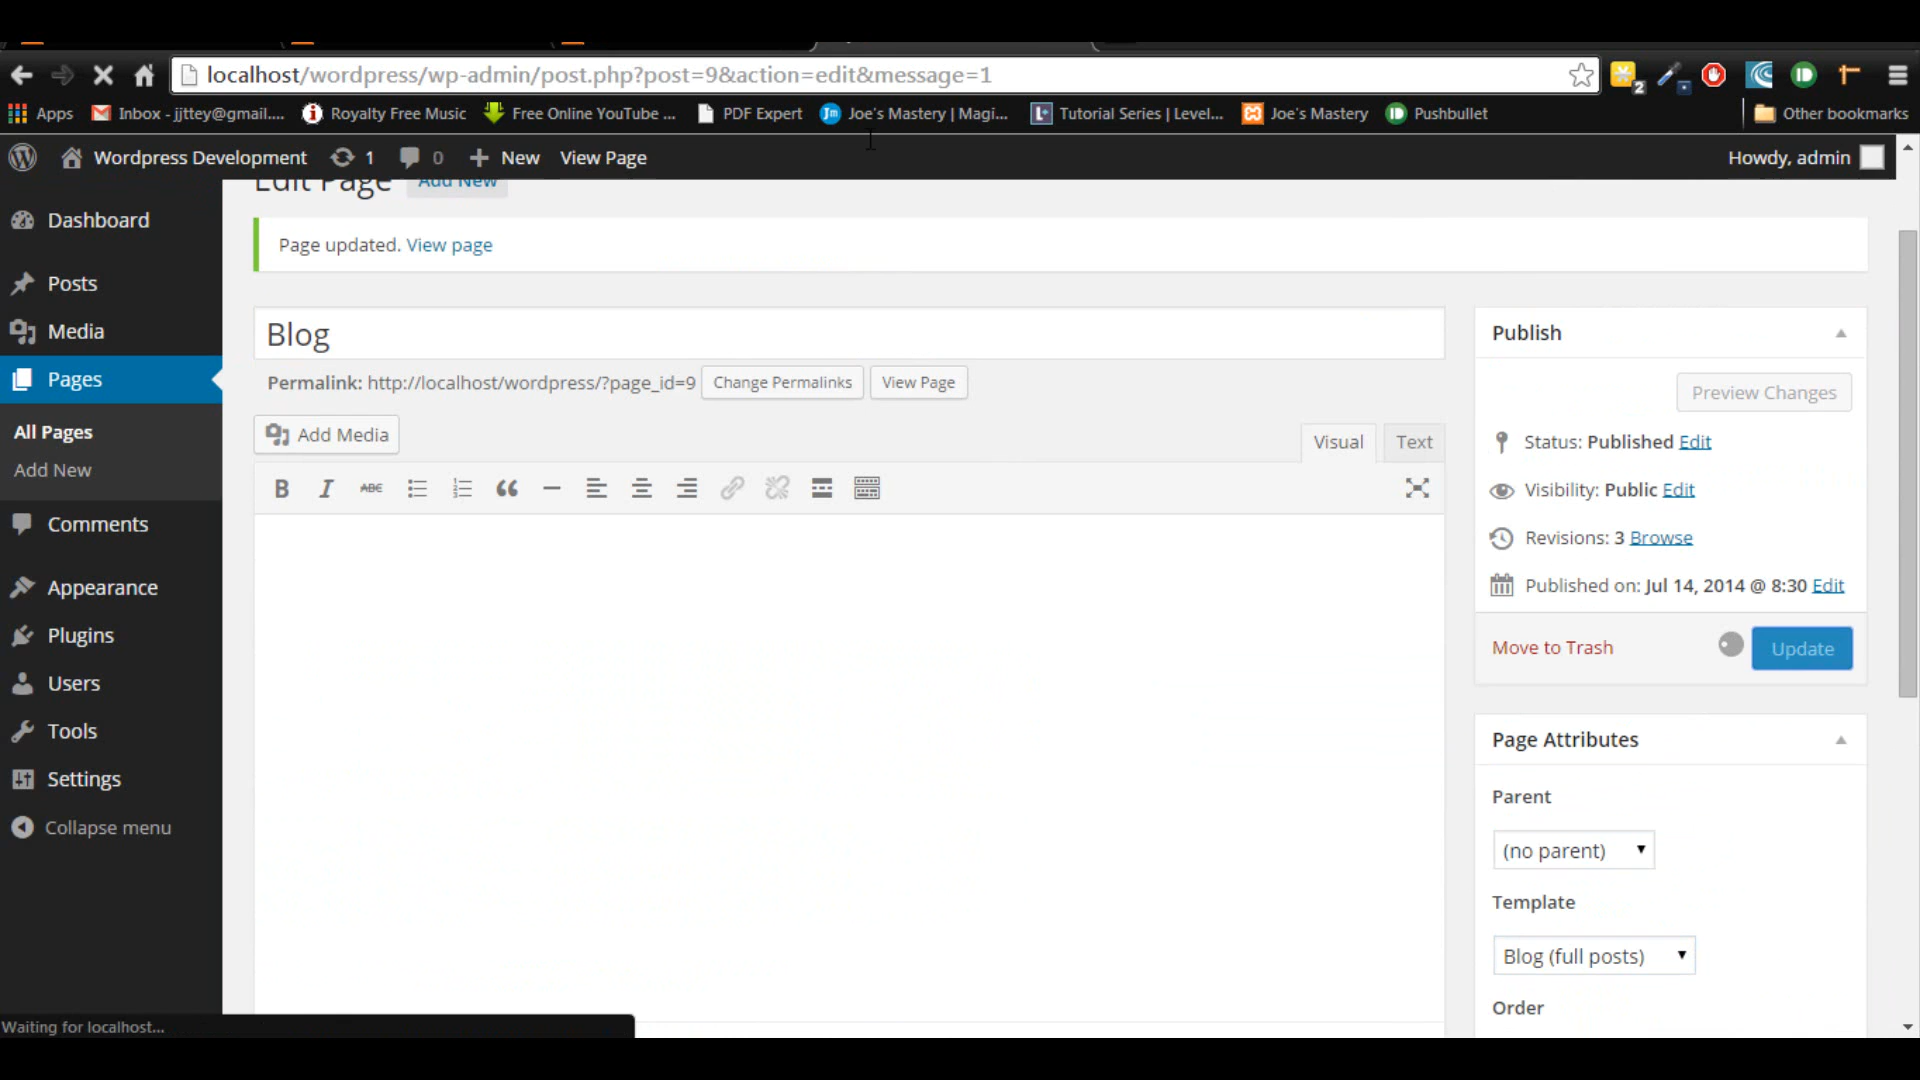 localhost/wordpress/wp-admin/post.php?post=9&action=edit&message=1
Apps Inbox - jjttey@gmail.... Royalty Free Music Free Online YouTube ... PDF Expert Joe's Mastery | Magi... Tutorial Series | Level... Joe's Mastery Pushbullet Other bookmarks
Wordpress Development 1 0 New View Page Howdy, admin
Edit Page Add New
Dashboard
Posts
Media
Pages
All Pages
Add New
Comments
Appearance
Plugins
Users
Tools
Settings
Collapse menu
Page updated. View page
Blog
Permalink: http://localhost/wordpress/?page_id=9 Change Permalinks View Page
Add Media
Visual Text
B I ABC
Publish
Preview Changes
Status: Published Edit
Visibility: Public Edit
Revisions: 3 Browse
Published on: Jul 14, 2014 @ 8:30 Edit
Move to Trash Update
Page Attributes
Parent
(no parent)
Template
Blog (full posts)
Order
Waiting for localhost...